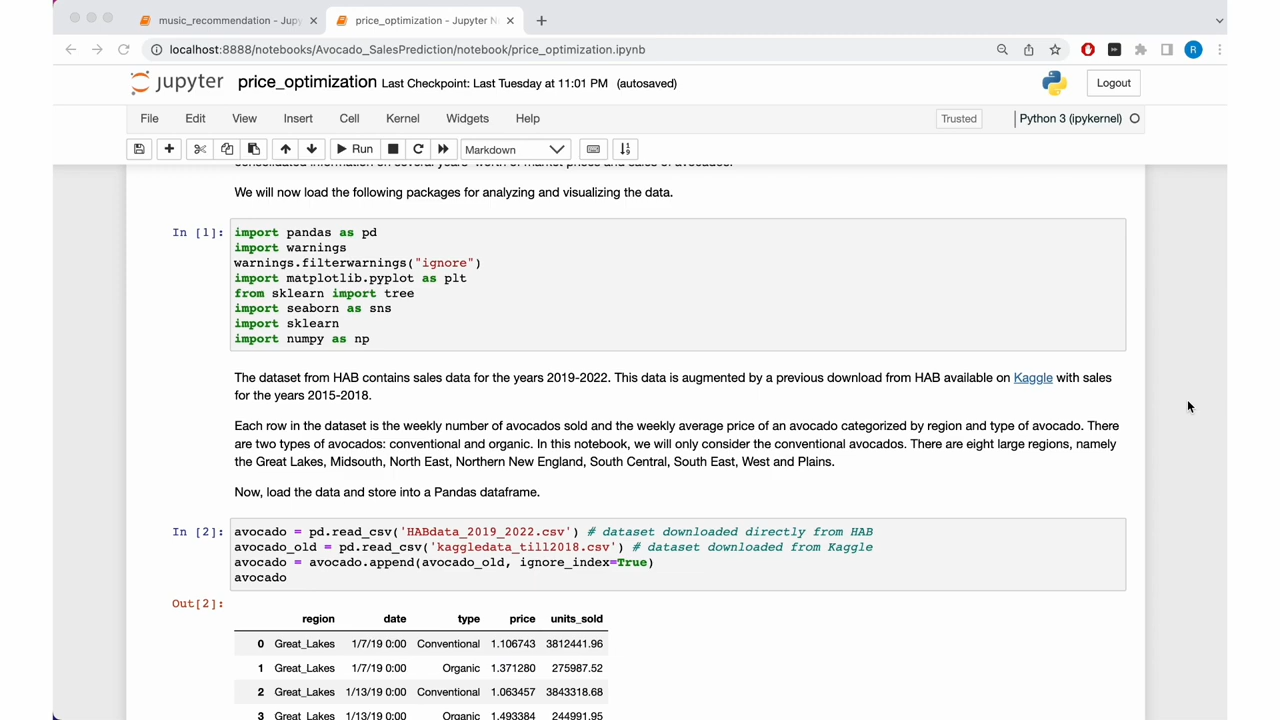 music_recommendation - Jupy
price_optimization - Jupyter N
localhost:8888/notebooks/Avocado_SalesPrediction/notebook/price_optimization.ipynb
R
jupyter price_optimization Last Checkpoint: Last Tuesday at 11:01 PM (autosaved)
Logout
File Edit View Insert Cell Kernel Widgets Help
Trusted
Python 3 (ipykernel)
Run
Markdown
consolidated information on several years' worth of market prices and sales of avocados.
We will now load the following packages for analyzing and visualizing the data.
In [1]:
import pandas as pd
import warnings
warnings.filterwarnings("ignore")
import matplotlib.pyplot as plt
from sklearn import tree
import seaborn as sns
import sklearn
import numpy as np
The dataset from HAB contains sales data for the years 2019-2022. This data is augmented by a previous download from HAB available on Kaggle with sales
for the years 2015-2018.
Each row in the dataset is the weekly number of avocados sold and the weekly average price of an avocado categorized by region and type of avocado. There
are two types of avocados: conventional and organic. In this notebook, we will only consider the conventional avocados. There are eight large regions, namely
the Great Lakes, Midsouth, North East, Northern New England, South Central, South East, West and Plains.
Now, load the data and store into a Pandas dataframe.
In [2]:
avocado = pd.read_csv('HABdata_2019_2022.csv') # dataset downloaded directly from HAB
avocado_old = pd.read_csv('kaggledata_till2018.csv') # dataset downloaded from Kaggle
avocado = avocado.append(avocado_old, ignore_index=True)
avocado
Out[2]:
region date type price units_sold
0 Great_Lakes 1/7/19 0:00 Conventional 1.106743 3812441.96
1 Great_Lakes 1/7/19 0:00 Organic 1.371280 275987.52
2 Great_Lakes 1/13/19 0:00 Conventional 1.063457 3843318.68
3 Great_Lakes 1/13/19 0:00 Organic 1.493384 244991.95